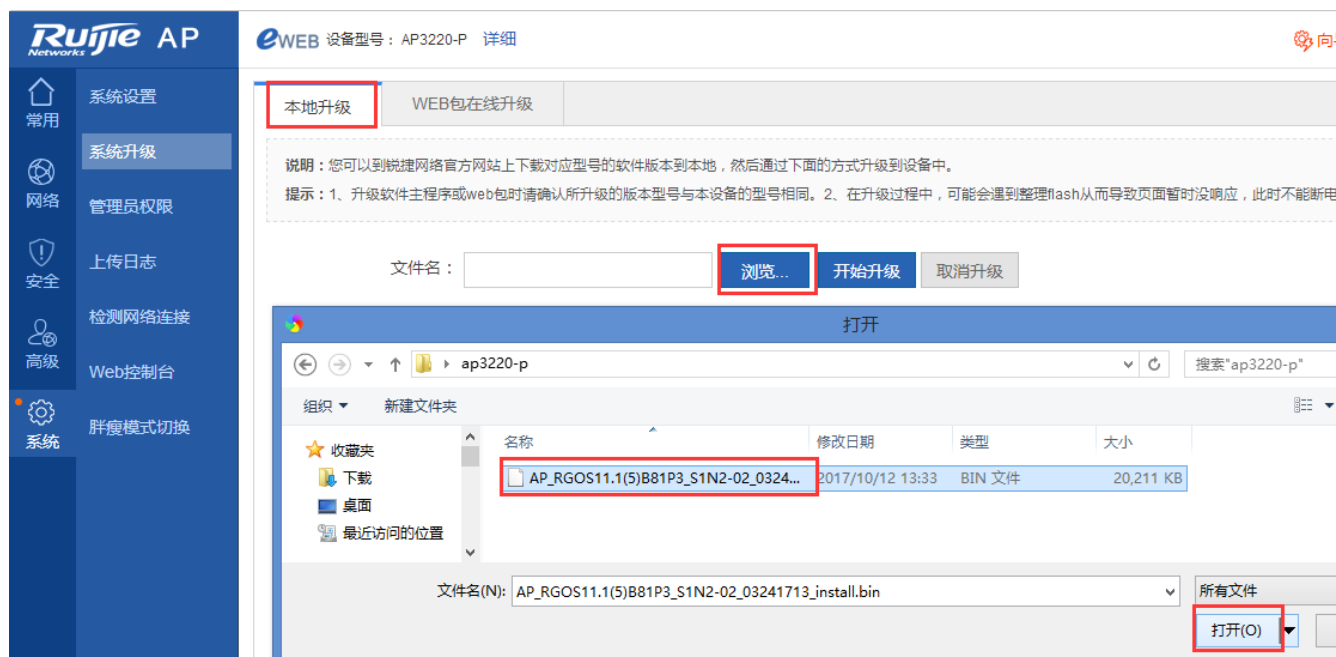 Ruijie AP
Networks
eWEB 设备型号: AP3220-P 详细
向
常用
网络
安全
高级
系统
系统设置
系统升级
管理员权限
上传日志
检测网络连接
Web控制台
胖瘦模式切换
本地升级 WEB包在线升级
说明：您可以到锐捷网络官方网站上下载对应型号的软件版本到本地，然后通过下面的方式升级到设备中。
提示：1、升级软件主程序或web包时请确认所升级的版本型号与本设备的型号相同。2、在升级过程中，可能会遇到整理flash从而导致页面暂时没响应，此时不能断电
文件名： 浏览... 开始升级 取消升级
打开
ap3220-p 搜索"ap3220-p"
组织 新建文件夹
收藏夹
下载
桌面
最近访问的位置
名称 修改日期 类型 大小
AP_RGOS11.1(5)B81P3_S1N2-02_0324... 2017/10/12 13:33 BIN 文件 20,211 KB
文件名(N): AP_RGOS11.1(5)B81P3_S1N2-02_03241713_install.bin 所有文件
打开(O)